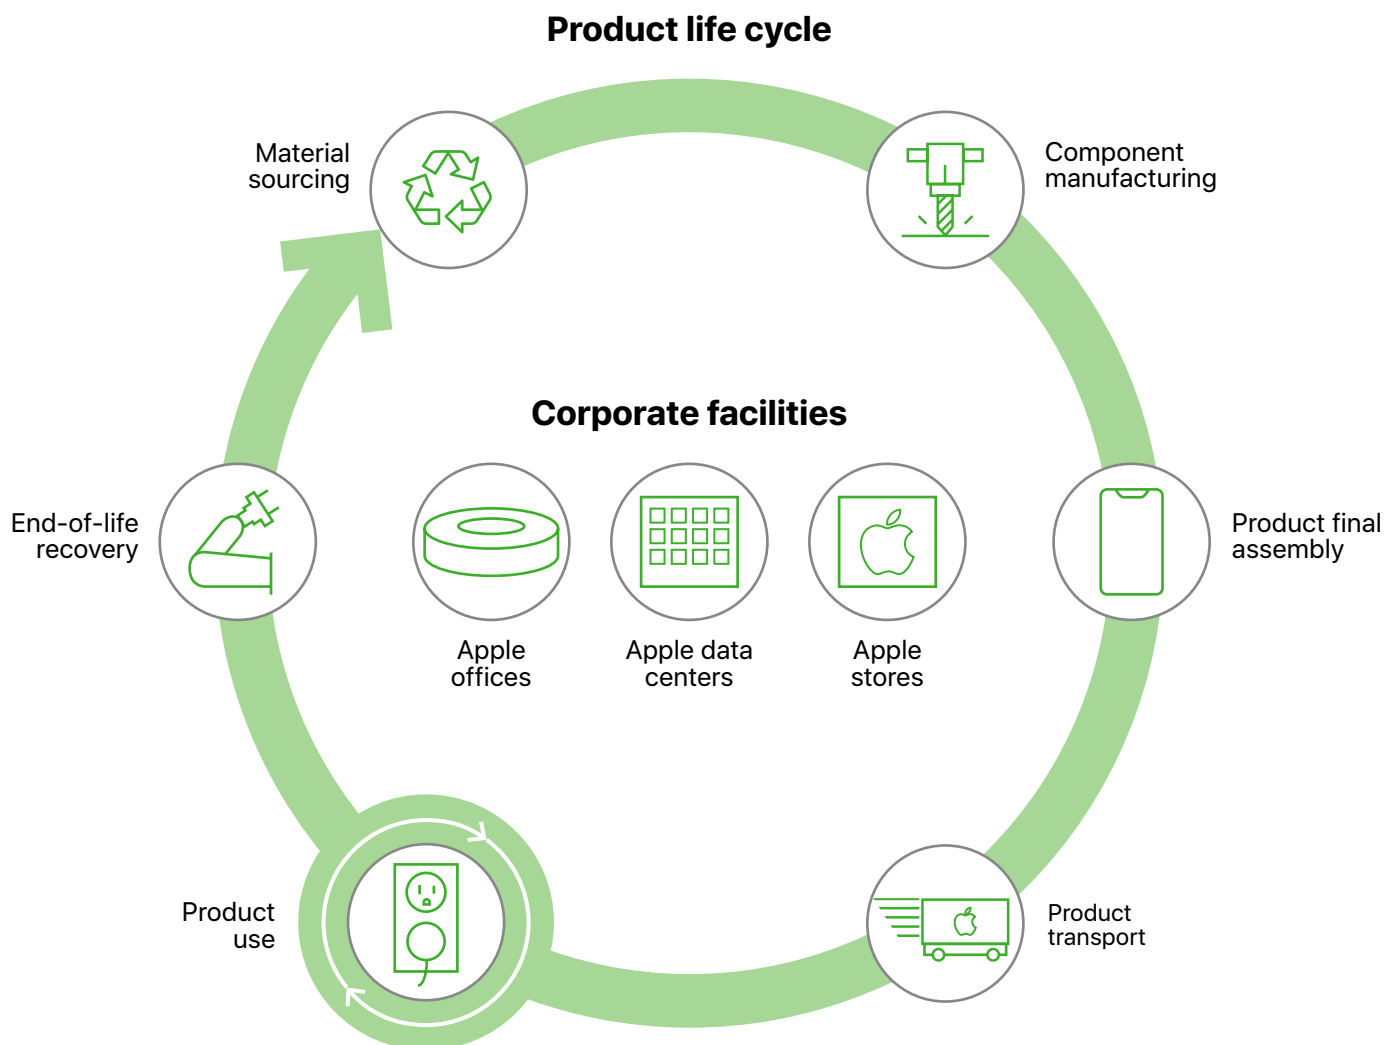 Product life cycle
Material
sourcing
Component
manufacturing
Corporate facilities
End-of-life
recovery
Product final
assembly
Apple
offices
Apple data
centers
Apple
stores
Product
use
Product
transport